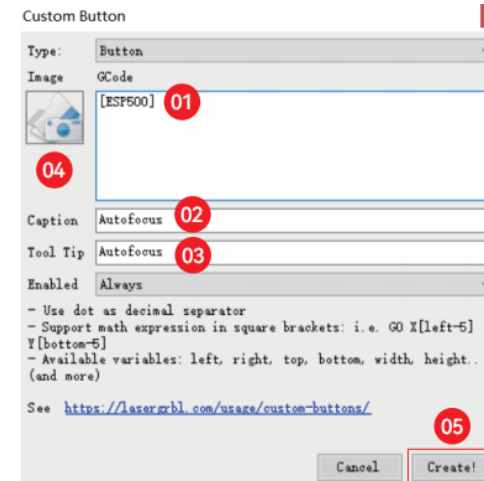 Custom Button
Type: Button
Image GCode
[ESP500] 01
04
Caption Autofocus 02
Tool Tip Autofocus 03
Enabled Always
- Use dot as decimal separator
- Support math expression in square brackets: i.e. G0 X[left-5]
Y[bottom-5]
- Available variables: left, right, top, bottom, width, height..
(and more)
See https://lasergrbl.com/usage/custom-buttons/
05
Cancel Create!